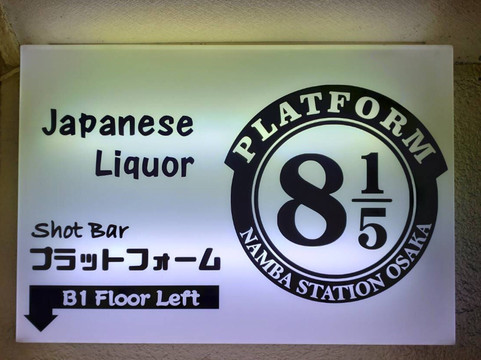 Japanese
Liquor
Shot Bar
プラットフォーム
B1 Floor Left
PLATFORM
8 1/5
NAMBA STATION OSAKA